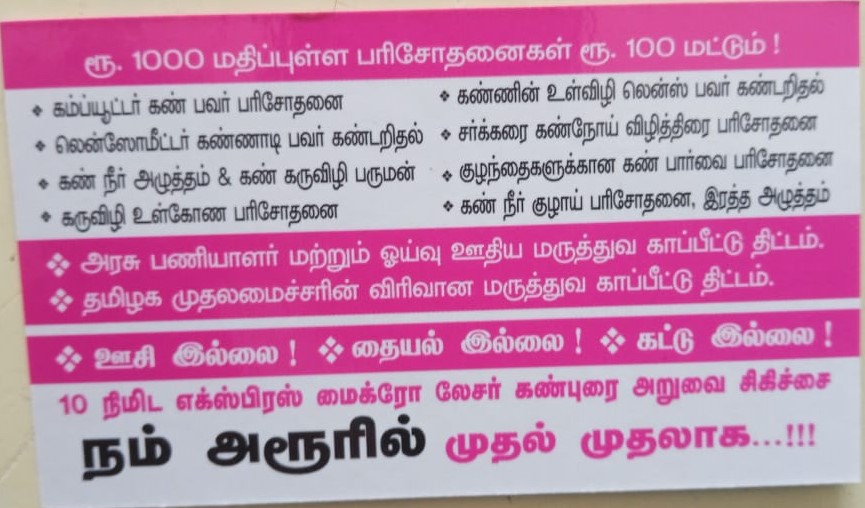 ரூ. 1000 மதிப்புள்ள பரிசோதனைகள் ரூ. 100 மட்டும் !
❖ கம்ப்யூட்டர் கண் பவர் பரிசோதனை
❖ லென்ஸோமீட்டர் கண்ணாடி பவர் கண்டறிதல்
❖ கண் நீர் அழுத்தம் & கண் கருவிழி பருமன்
❖ கருவிழி உள்கோண பரிசோதனை
❖ கண்ணின் உள்விழி லென்ஸ் பவர் கண்டறிதல்
❖ சர்க்கரை கண்நோய் விழித்திரை பரிசோதனை
❖ குழந்தைகளுக்கான கண் பார்வை பரிசோதனை
❖ கண் நீர் குழாய் பரிசோதனை, இரத்த அழுத்தம்
❖ அரசு பணியாளர் மற்றும் ஓய்வு ஊதிய மருத்துவ காப்பீட்டு திட்டம்.
❖ தமிழக முதலமைச்சரின் விரிவான மருத்துவ காப்பீட்டு திட்டம்.
❖ ஊசி இல்லை ! ❖ தையல் இல்லை ! ❖ கட்டு இல்லை !
10 நிமிட எக்ஸ்பிரஸ் மைக்ரோ லேசர் கண்புரை அறுவை சிகிச்சை
நம் அரூரில் முதல் முதலாக...!!!